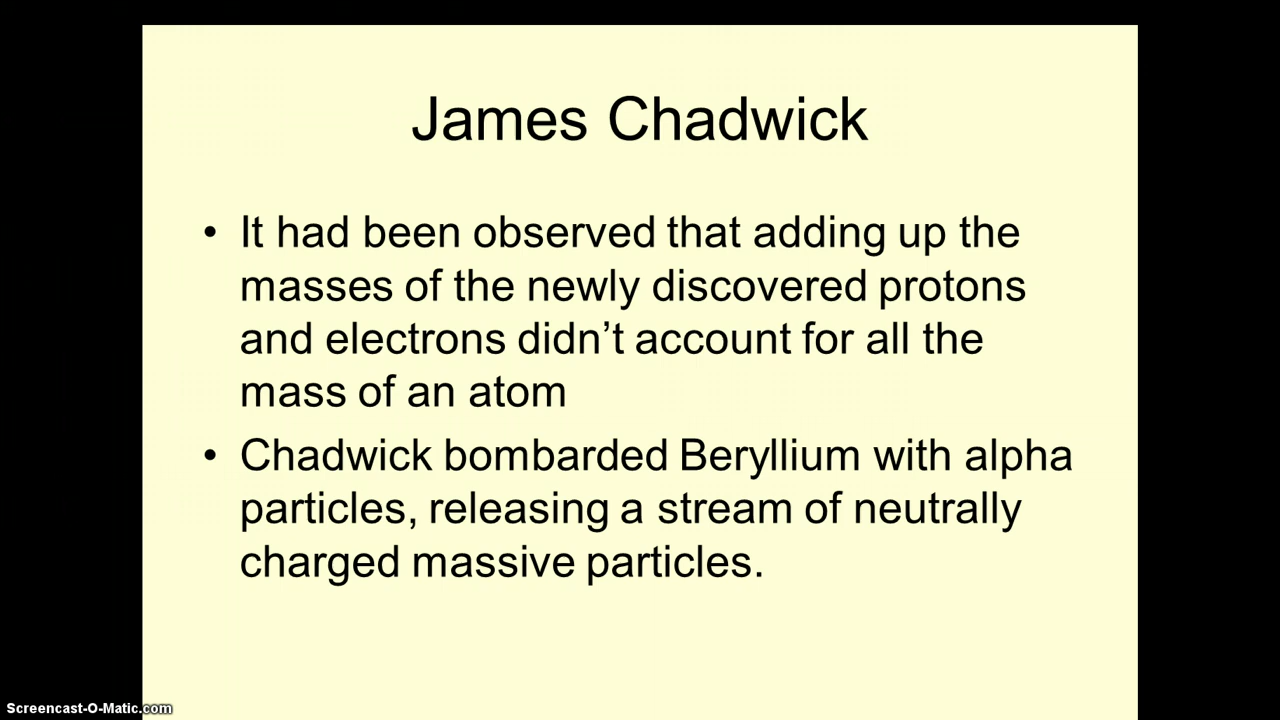 James Chadwick
• It had been observed that adding up the
masses of the newly discovered protons
and electrons didn’t account for all the
mass of an atom
• Chadwick bombarded Beryllium with alpha
particles, releasing a stream of neutrally
charged massive particles.
Screencast-O-Matic.com